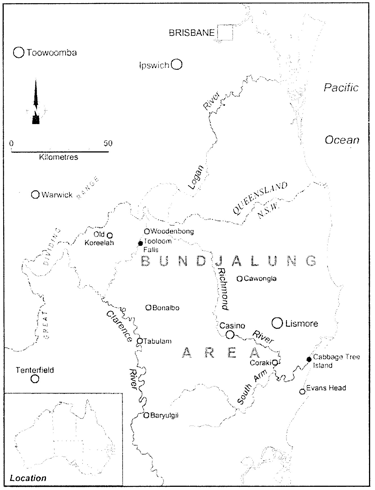 BRISBANE
Toowoomba
Ipswich
Pacific
Ocean
0 50
Kilometres
Logan River
Warwick
QUEENSLAND
N.S.W
GREAT DIVIDING RANGE
Old
Koreelah
Woodenbong
Tooloom
Falls
BUNDJALUNG
Cawongla
Richmond River
Bonalbo
Clarence River
Casino
Lismore
Tabulam
AREA
Cabbage Tree
Island
Coraki
Tenterfield
South Arm
Evans Head
Baryulgil
Location